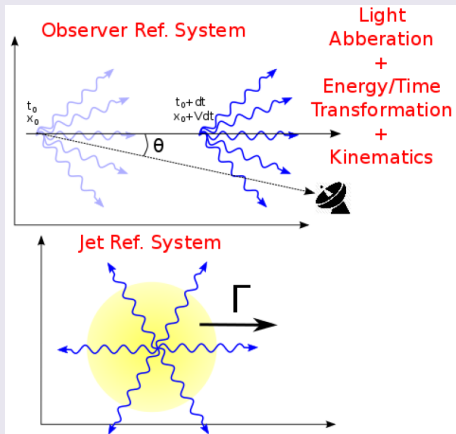 Observer Ref. System
Light
Abberation
+
Energy/Time
Transformation
+
Kinematics
t₀
x₀
t₀+dt
x₀+Vdt
θ
Jet Ref. System
Γ